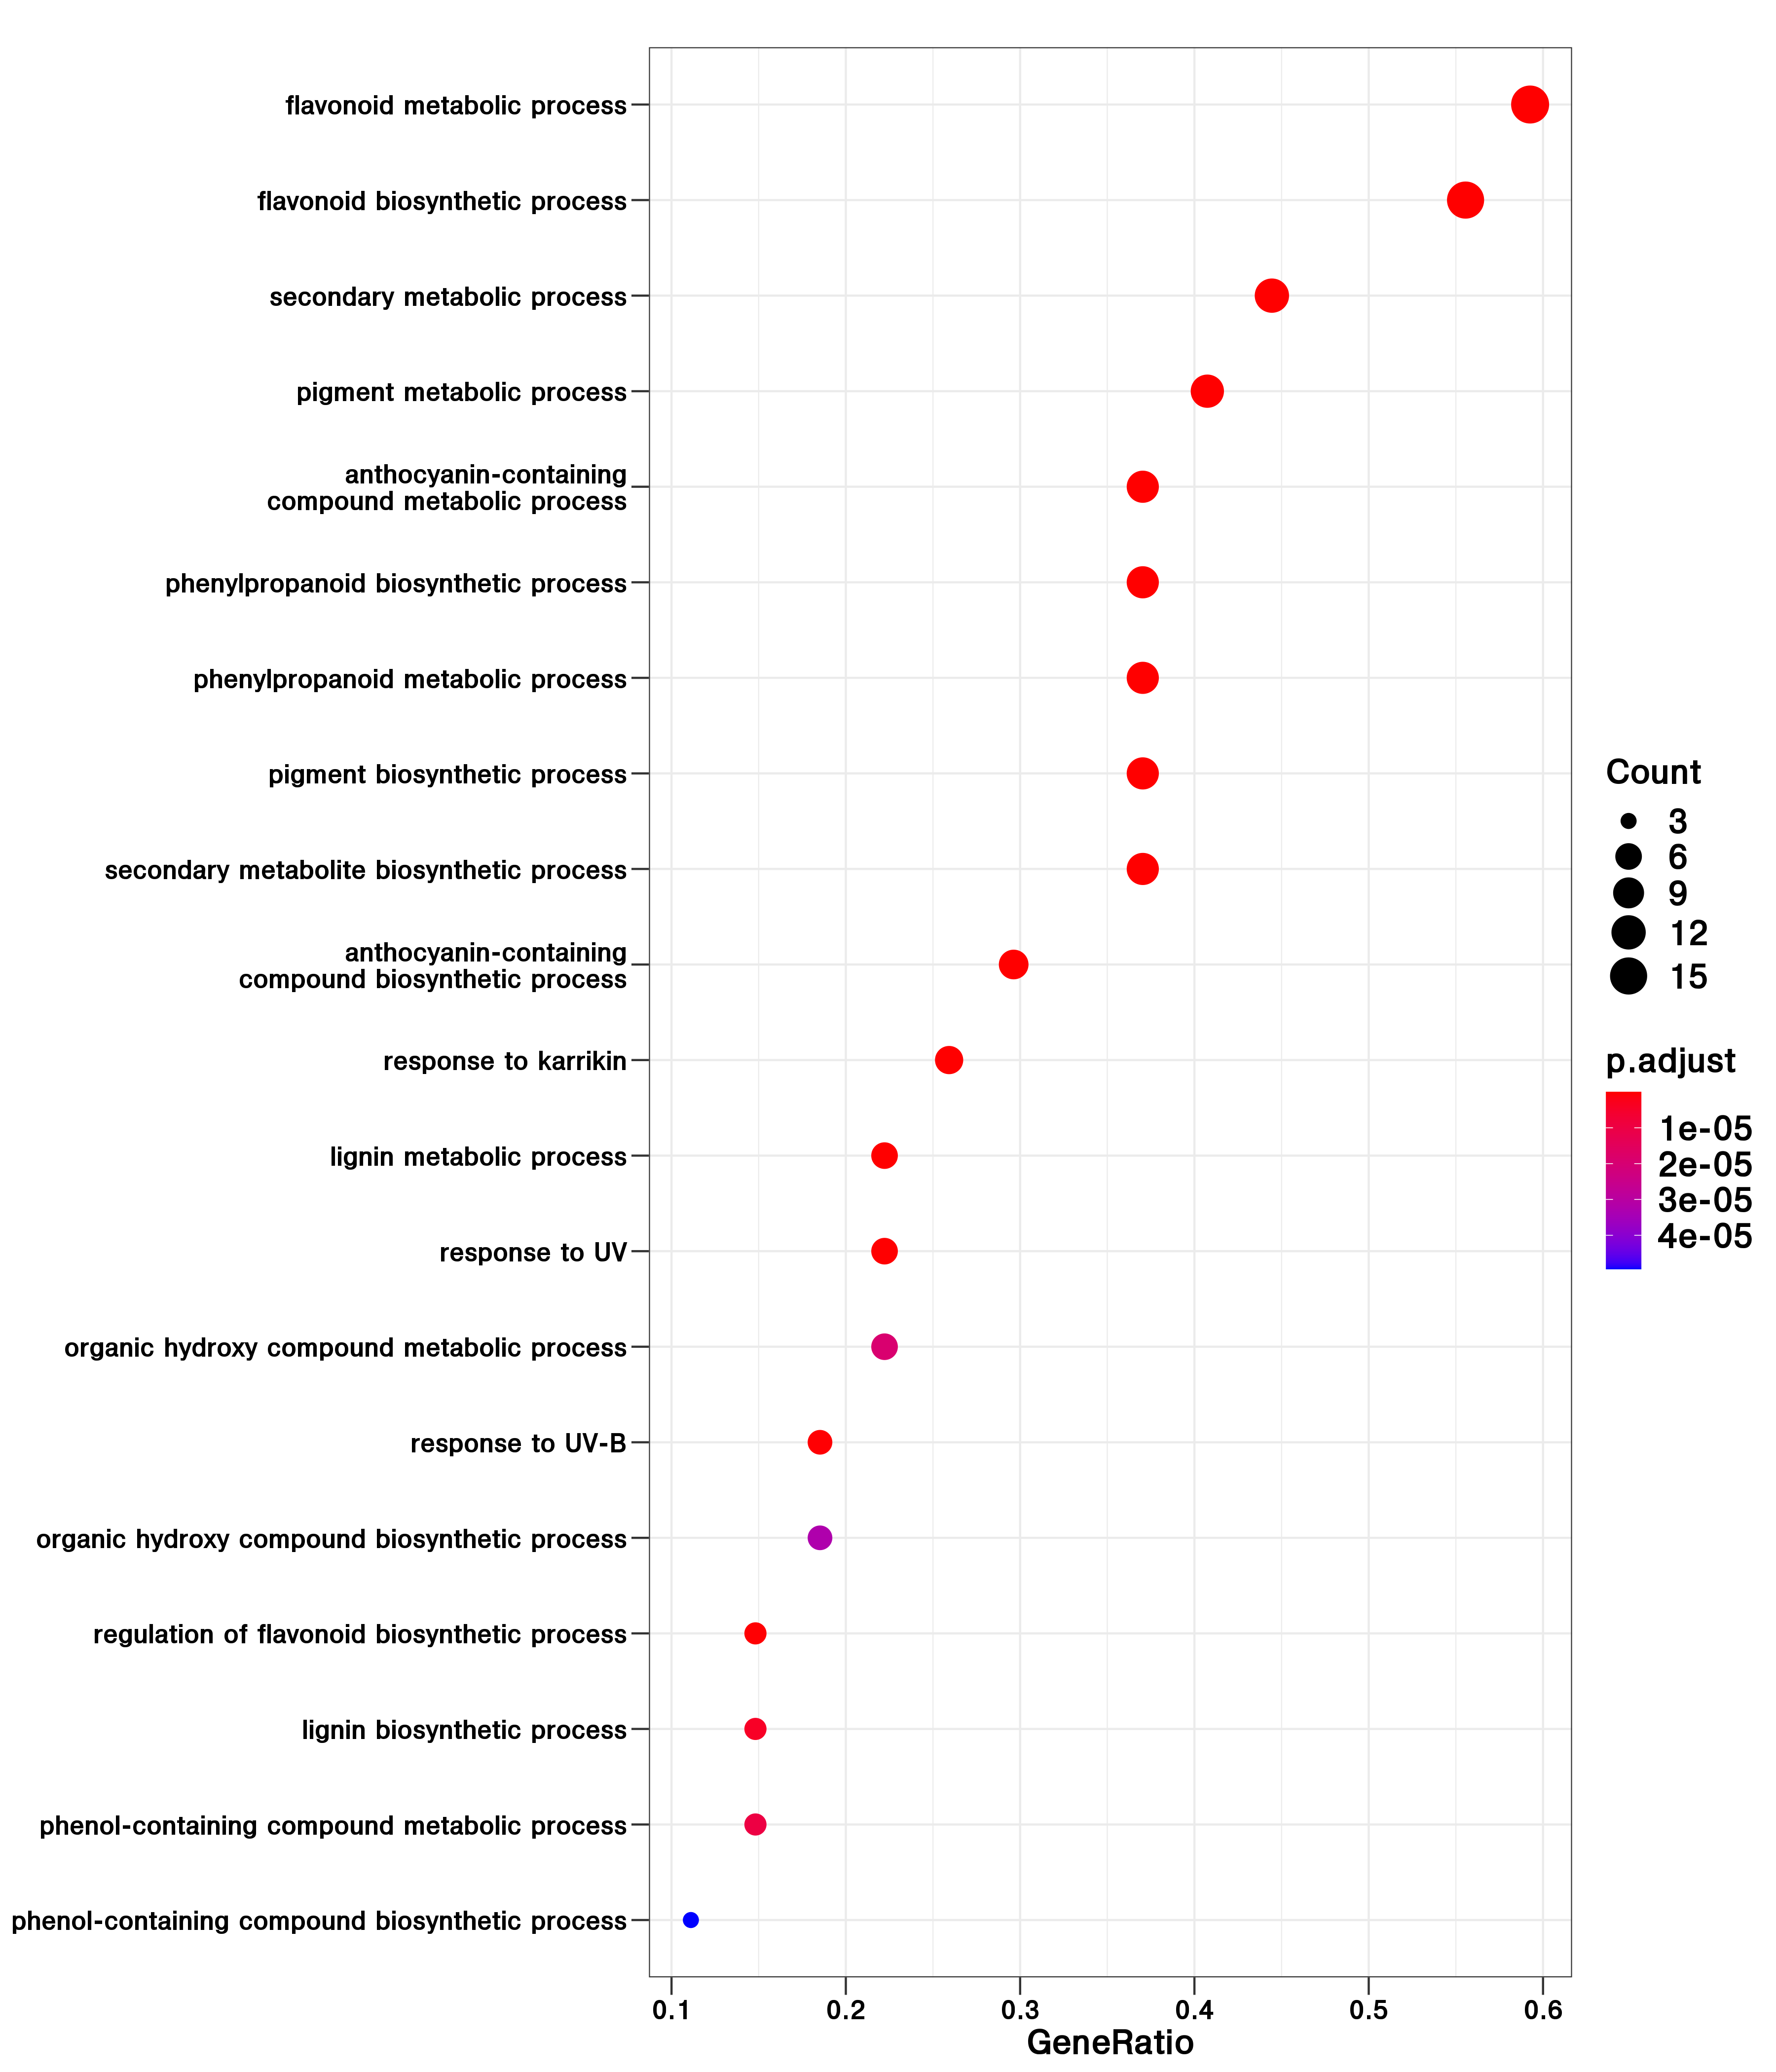 flavonoid metabolic process
flavonoid biosynthetic process
secondary metabolic process
pigment metabolic process
anthocyanin-containing
compound metabolic process
phenylpropanoid biosynthetic process
phenylpropanoid metabolic process
pigment biosynthetic process
secondary metabolite biosynthetic process
anthocyanin-containing
compound biosynthetic process
response to karrikin
lignin metabolic process
response to UV
organic hydroxy compound metabolic process
response to UV-B
organic hydroxy compound biosynthetic process
regulation of flavonoid biosynthetic process
lignin biosynthetic process
phenol-containing compound metabolic process
phenol-containing compound biosynthetic process
0.1 0.2 0.3 0.4 0.5 0.6
GeneRatio
Count
3
6
9
12
15
p.adjust
1e-05
2e-05
3e-05
4e-05